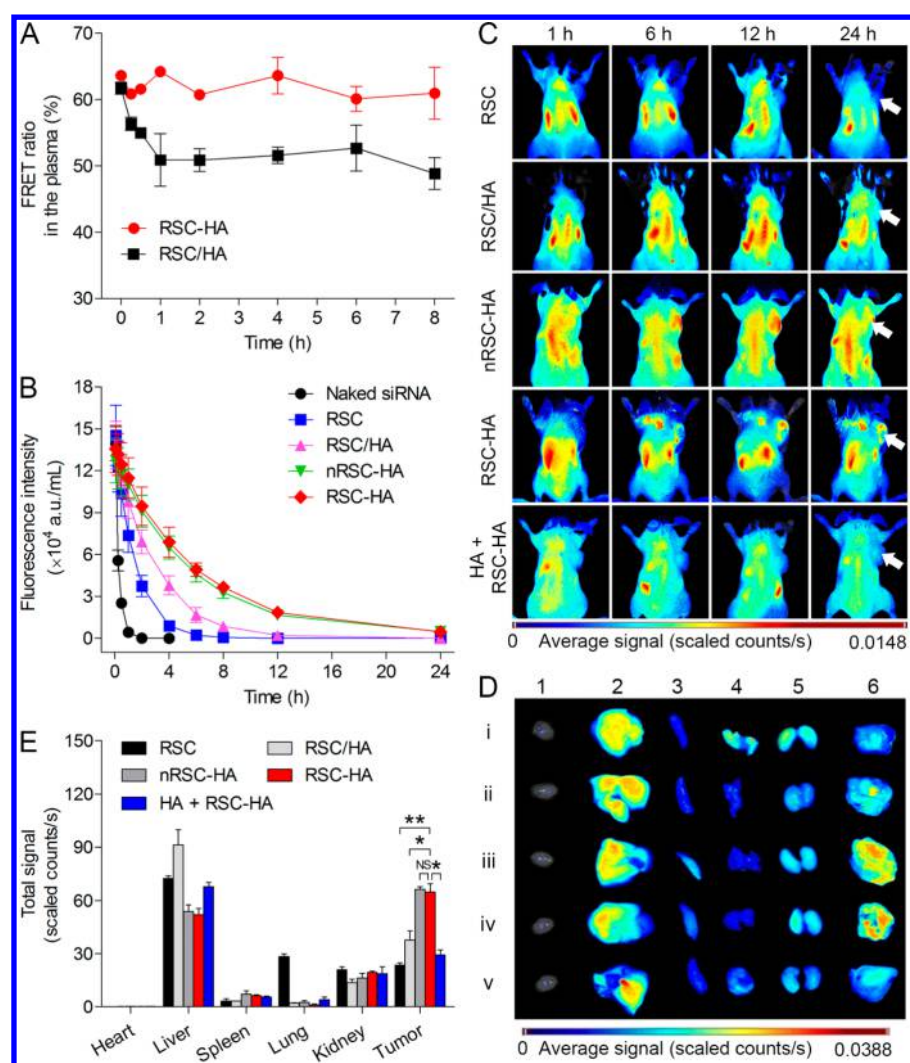 A
70
60
50
40
30
FRET ratio
in the plasma (%)
RSC-HA
RSC/HA
0 1 2 3 4 5 6 7 8
Time (h)
B
18
15
12
9
6
3
0
Fluorescence intensity
(×10⁴ a.u./mL)
Naked siRNA
RSC
RSC/HA
nRSC-HA
RSC-HA
0 4 8 12 16 20 24
Time (h)
C
1 h 6 h 12 h 24 h
RSC
RSC/HA
nRSC-HA
RSC-HA
HA +
RSC-HA
0 Average signal (scaled counts/s) 0.0148
D
1 2 3 4 5 6
i
ii
iii
iv
v
0 Average signal (scaled counts/s) 0.0388
E
150
120
90
60
30
0
Total signal
(scaled counts/s)
RSC RSC/HA
nRSC-HA RSC-HA
HA + RSC-HA
**
*
NS *
Heart Liver Spleen Lung Kidney Tumor